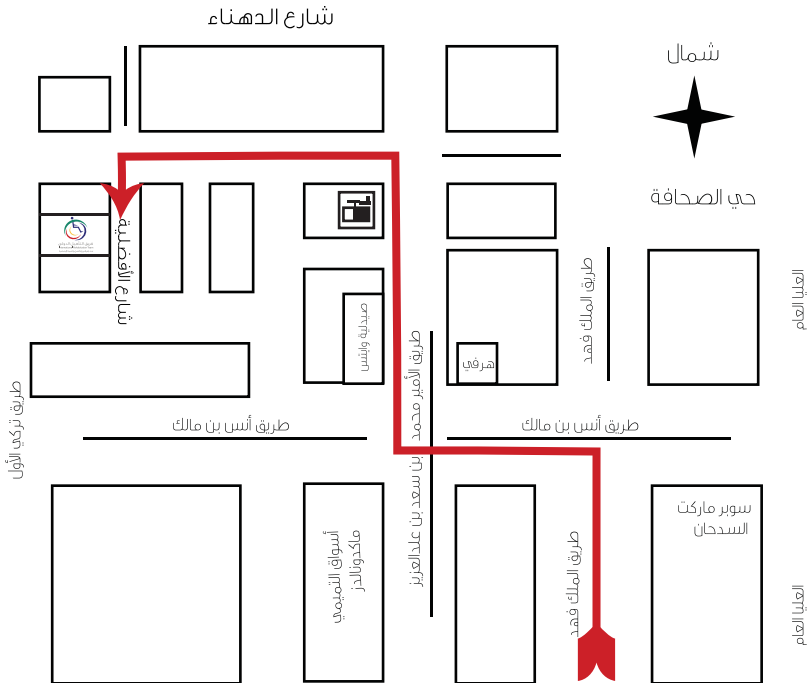 شارع الدهناء
شمال
حي الصحافة
شارع الأفضلية
طريق الملك فهد
العليا العام
صيدلية وايتس
هرفي
طريق الأمير محمد بن سعد بن علدالعزيز
طريق تركي الأول
طريق أنس بن مالك
طريق أنس بن مالك
سوبر ماركت
السدحان
أسواق التميمي
ماكدونالدز
طريق الملك فهد
العليا العام